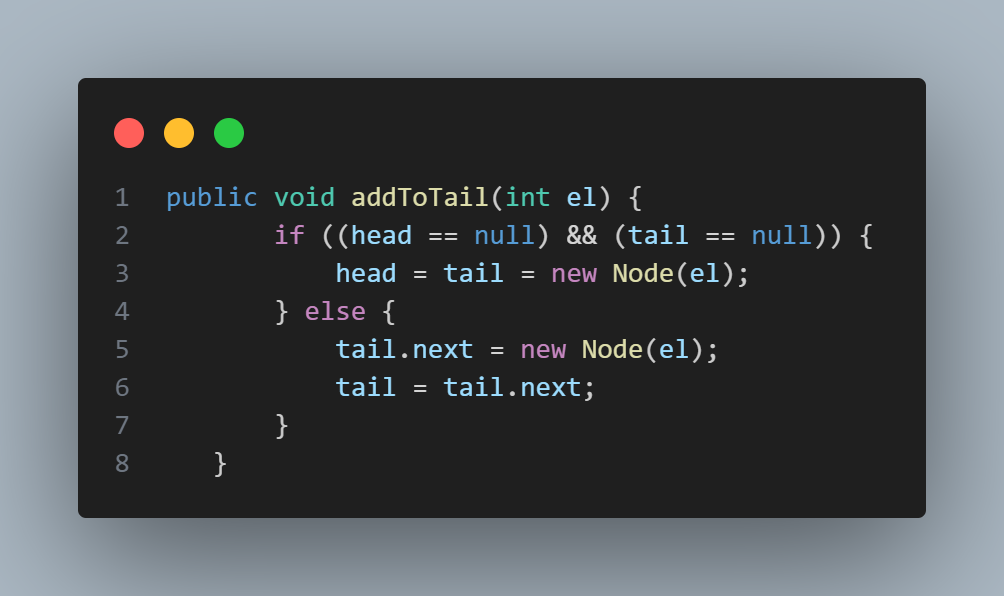 1 public void addToTail(int el) {
2 if ((head == null) && (tail == null)) {
3 head = tail = new Node(el);
4 } else {
5 tail.next = new Node(el);
6 tail = tail.next;
7 }
8 }